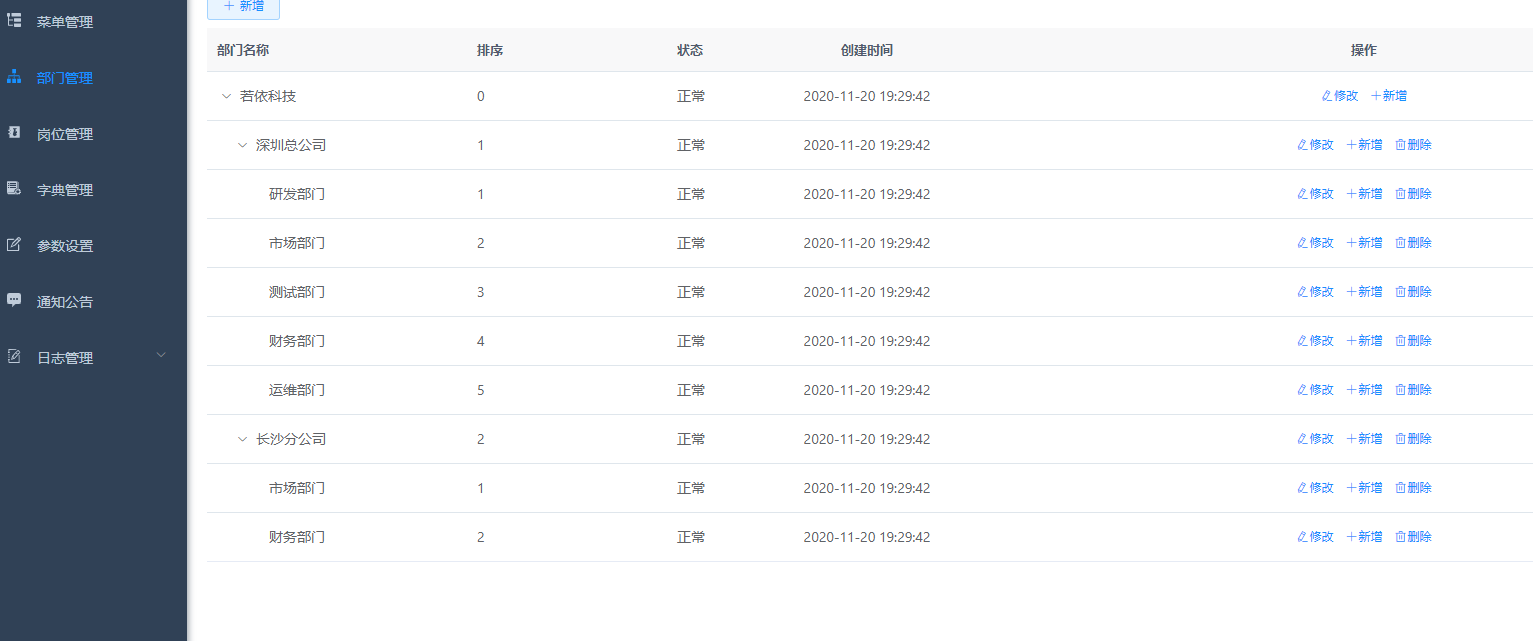 菜单管理
部门管理
岗位管理
字典管理
参数设置
通知公告
日志管理
新增
部门名称 排序 状态 创建时间 操作
若依科技 0 正常 2020-11-20 19:29:42 修改 新增
深圳总公司 1 正常 2020-11-20 19:29:42 修改 新增 删除
研发部门 1 正常 2020-11-20 19:29:42 修改 新增 删除
市场部门 2 正常 2020-11-20 19:29:42 修改 新增 删除
测试部门 3 正常 2020-11-20 19:29:42 修改 新增 删除
财务部门 4 正常 2020-11-20 19:29:42 修改 新增 删除
运维部门 5 正常 2020-11-20 19:29:42 修改 新增 删除
长沙分公司 2 正常 2020-11-20 19:29:42 修改 新增 删除
市场部门 1 正常 2020-11-20 19:29:42 修改 新增 删除
财务部门 2 正常 2020-11-20 19:29:42 修改 新增 删除